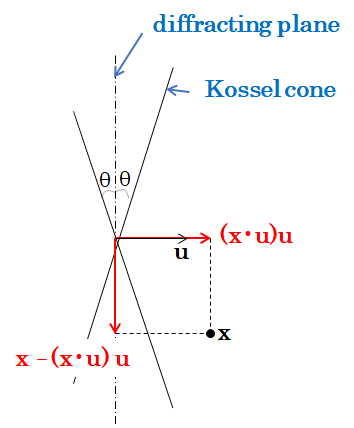 diffracting plane
Kossel cone
θ θ
(x・u)u
u
x
x – (x・u) u